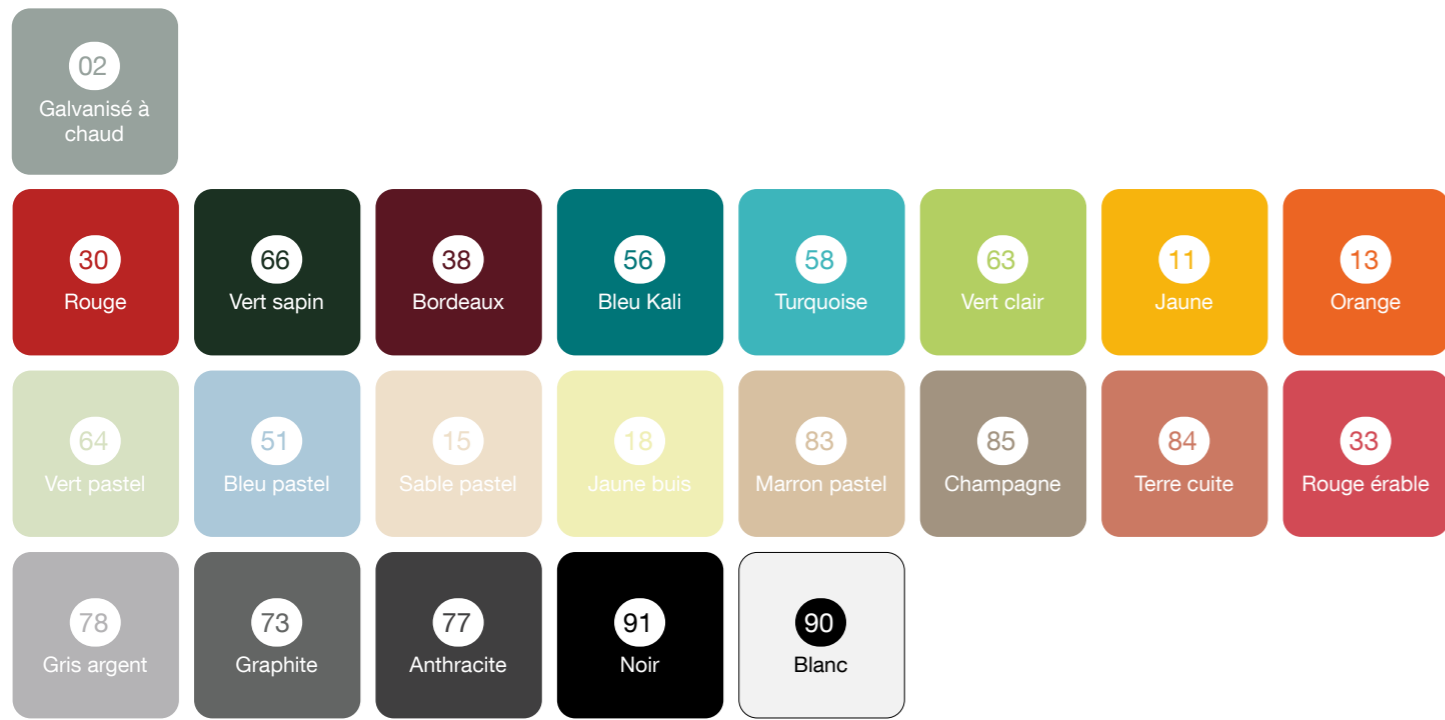 02
Galvanisé à
chaud
30
Rouge
66
Vert sapin
38
Bordeaux
56
Bleu Kali
58
Turquoise
63
Vert clair
11
Jaune
13
Orange
64
Vert pastel
51
Bleu pastel
15
Sable pastel
18
Jaune buis
83
Marron pastel
85
Champagne
84
Terre cuite
33
Rouge érable
78
Gris argent
73
Graphite
77
Anthracite
91
Noir
90
Blanc